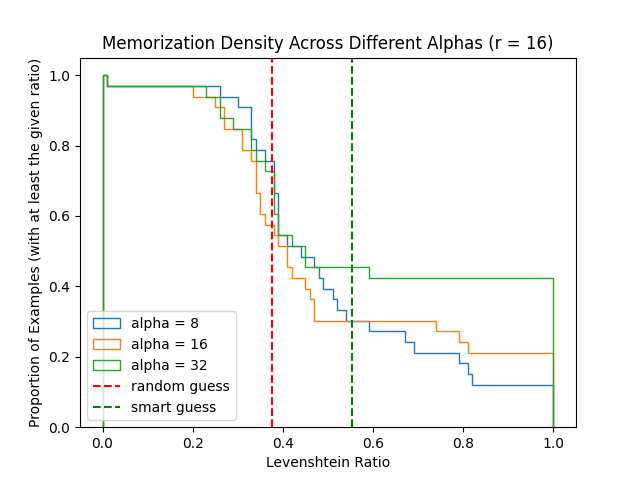 Memorization Density Across Different Alphas (r = 16)
Proportion of Examples (with at least the given ratio)
1.0
0.8
0.6
0.4
0.2
0.0
alpha = 8
alpha = 16
alpha = 32
random guess
smart guess
0.0 0.2 0.4 0.6 0.8 1.0
Levenshtein Ratio